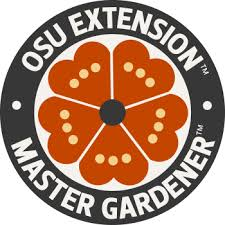 OSU EXTENSION™
MASTER GARDENER™